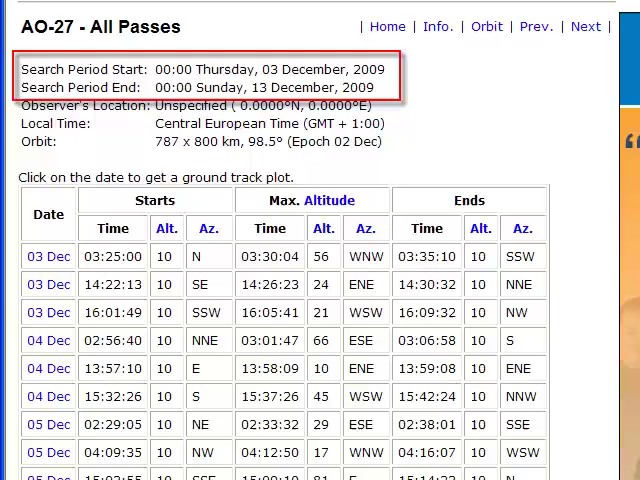 AO-27 - All Passes
| Home | Info. | Orbit | Prev. | Next |
Search Period Start: 00:00 Thursday, 03 December, 2009
Search Period End: 00:00 Sunday, 13 December, 2009
Observer's Location: Unspecified ( 0.0000°N, 0.0000°E)
Local Time: Central European Time (GMT + 1:00)
Orbit: 787 x 800 km, 98.5° (Epoch 02 Dec)
Click on the date to get a ground track plot.
Date Starts Max. Altitude Ends
Time Alt. Az. Time Alt. Az. Time Alt. Az.
03 Dec 03:25:00 10 N 03:30:04 56 WNW 03:35:10 10 SSW
03 Dec 14:22:13 10 SE 14:26:23 24 ENE 14:30:32 10 NNE
03 Dec 16:01:49 10 SSW 16:05:41 21 WSW 16:09:32 10 NW
04 Dec 02:56:40 10 NNE 03:01:47 66 ESE 03:06:58 10 S
04 Dec 13:57:10 10 E 13:58:09 10 ENE 13:59:08 10 ENE
04 Dec 15:32:26 10 S 15:37:26 45 WSW 15:42:24 10 NNW
05 Dec 02:29:05 10 NE 02:33:32 29 ESE 02:38:01 10 SSE
05 Dec 04:09:35 10 NW 04:12:50 17 WNW 04:16:07 10 WSW
05 Dec 10 SSE 81 E 10 N